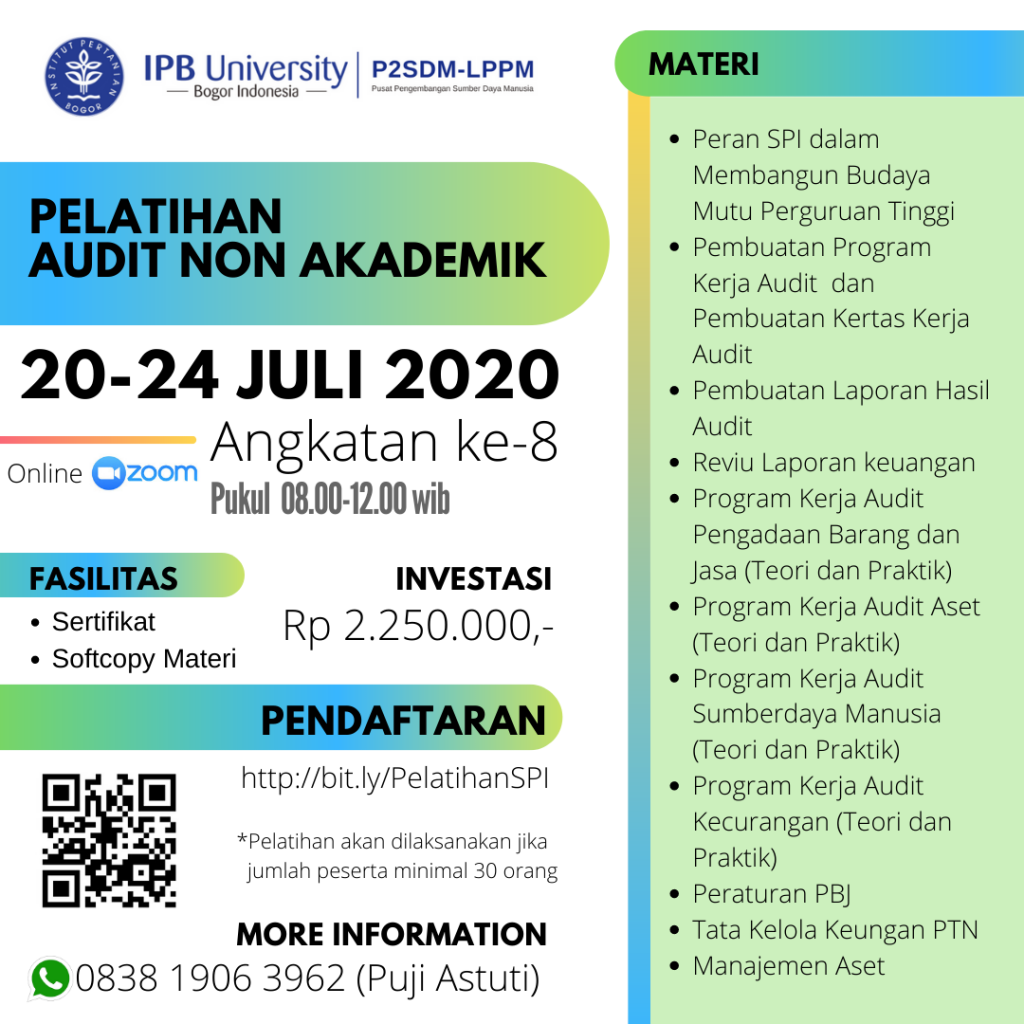 INSTITUT PERTANIAN
BOGOR
IPB University
Bogor Indonesia
P2SDM-LPPM
Pusat Pengembangan Sumber Daya Manusia
PELATIHAN
AUDIT NON AKADEMIK
20-24 JULI 2020
Angkatan ke-8
Online zoom
Pukul 08.00-12.00 wib
FASILITAS
• Sertifikat
• Softcopy Materi
INVESTASI
Rp 2.250.000,-
PENDAFTARAN
http://bit.ly/PelatihanSPI
*Pelatihan akan dilaksanakan jika
jumlah peserta minimal 30 orang
MORE INFORMATION
0838 1906 3962 (Puji Astuti)
MATERI
• Peran SPI dalam
Membangun Budaya
Mutu Perguruan Tinggi
• Pembuatan Program
Kerja Audit dan
Pembuatan Kertas Kerja
Audit
• Pembuatan Laporan Hasil
Audit
• Reviu Laporan keuangan
• Program Kerja Audit
Pengadaan Barang dan
Jasa (Teori dan Praktik)
• Program Kerja Audit Aset
(Teori dan Praktik)
• Program Kerja Audit
Sumberdaya Manusia
(Teori dan Praktik)
• Program Kerja Audit
Kecurangan (Teori dan
Praktik)
• Peraturan PBJ
• Tata Kelola Keungan PTN
• Manajemen Aset